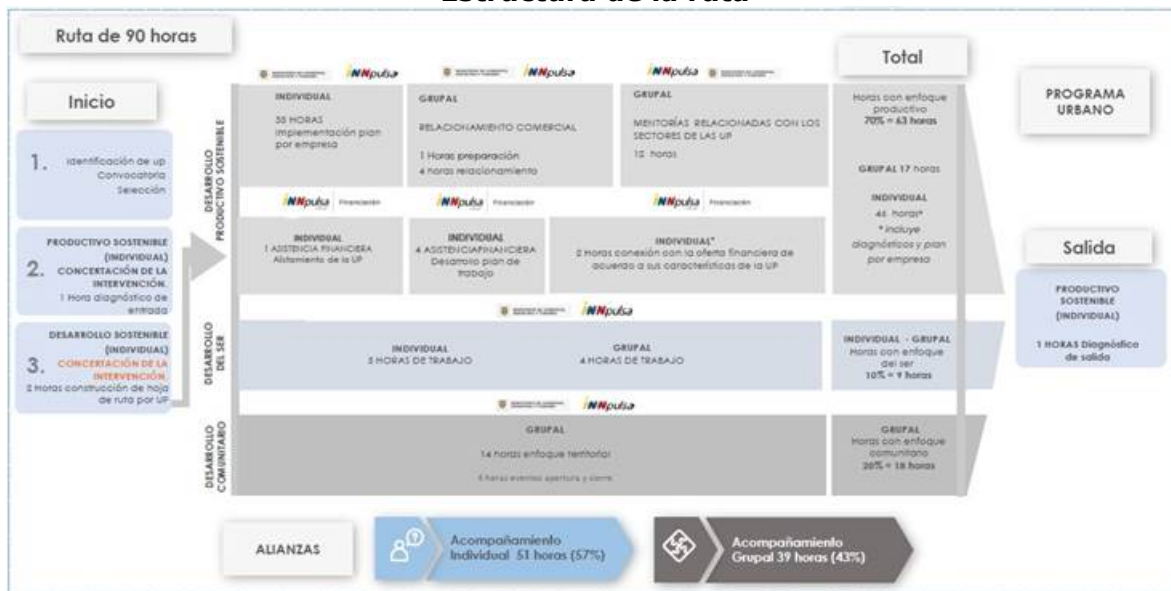 Estructura de la ruta
Ruta de 90 horas
Inicio
1.
Identificación de up
Convocatoria
Selección
PRODUCTIVO SOSTENIBLE
(INDIVIDUAL)
2.
CONCERTACIÓN DE LA
INTERVENCIÓN.
1 Hora diagnóstico de
entrada
DESARROLLO SOSTENIBLE
(INDIVIDUAL)
3.
CONCERTACIÓN DE LA
INTERVENCIÓN.
2 Horas construcción de hoja
de ruta por UP
DESARROLLO
PRODUCTIVO SOSTENIBLE
iNNpulsa
INDIVIDUAL
HORAS
Implementación plan
por empresa
iNNpulsa
GRUPAL
RELACIONAMIENTO COMERCIAL
1 Horas preparación
4 horas relacionamiento
iNNpulsa
GRUPAL
MENTORÍAS RELACIONADAS CON LOS
SECTORES DE LAS UP
12 horas
Total
Horas con enfoque
productivo
70% = 63 horas
GRUPAL 17 horas
INDIVIDUAL
46 horas*
* incluye
diagnósticos y plan
por empresa
iNNpulsa Financiación
INDIVIDUAL
1 ASISTENCIA FINANCIERA
Alistamiento de la UP
iNNpulsa Financiación
INDIVIDUAL
4 ASISTENCIAFINANCIERA
Desarrollo plan de
trabajo
iNNpulsa Financiación
INDIVIDUAL*
2 Horas conexión con la oferta financiera de
acuerdo a sus características de la UP
DESARROLLO
DEL SER
iNNpulsa
INDIVIDUAL
5 HORAS DE TRABAJO
GRUPAL
4 HORAS DE TRABAJO
INDIVIDUAL - GRUPAL
Horas con enfoque
del ser
10% = 9 horas
DESARROLLO
COMUNITARIO
iNNpulsa
GRUPAL
14 horas enfoque territorial
horas eventos apertura y cierre
GRUPAL
Horas con enfoque
comunitario
20% = 18 horas
PROGRAMA
URBANO
Salida
PRODUCTIVO
SOSTENIBLE
(INDIVIDUAL)
1 HORAS Diagnóstico
de salida
ALIANZAS
Acompañamiento
Individual 51 horas (57%)
Acompañamiento
Grupal 39 horas (43%)